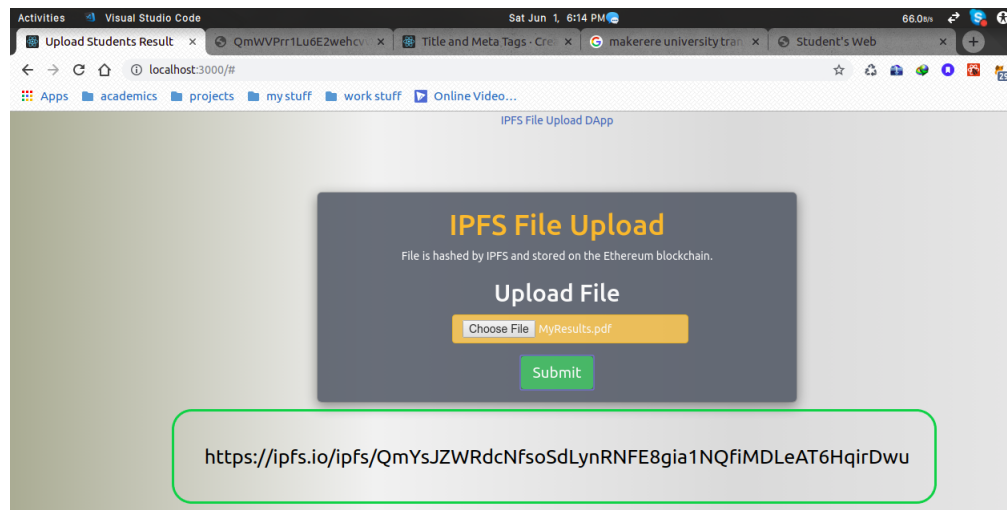 Activities Visual Studio Code Sat Jun 1, 6:14 PM 66.0B/s
Upload Students Result × QmWVPrr1Lu6E2wehcv × Title and Meta Tags · Cre × makerere university tran × Student's Web × +
localhost:3000/#
Apps academics projects my stuff work stuff Online Video...
IPFS File Upload DApp
IPFS File Upload
File is hashed by IPFS and stored on the Ethereum blockchain.
Upload File
Choose File MyResults.pdf
Submit
https://ipfs.io/ipfs/QmYsJZWRdcNfsoSdLynRNFE8gia1NQfiMDLeAT6HqirDwu